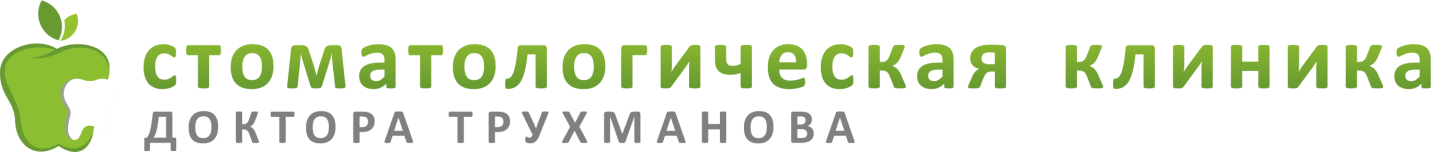 стоматологическая клиника
ДОКТОРА ТРУХМАНОВА